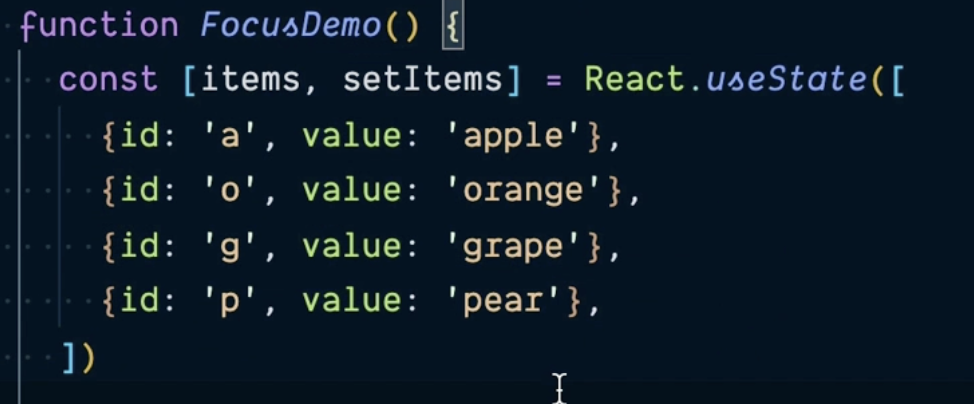 function FocusDemo() {
const [items, setItems] = React.useState([
{id: 'a', value: 'apple'},
{id: 'o', value: 'orange'},
{id: 'g', value: 'grape'},
{id: 'p', value: 'pear'},
])